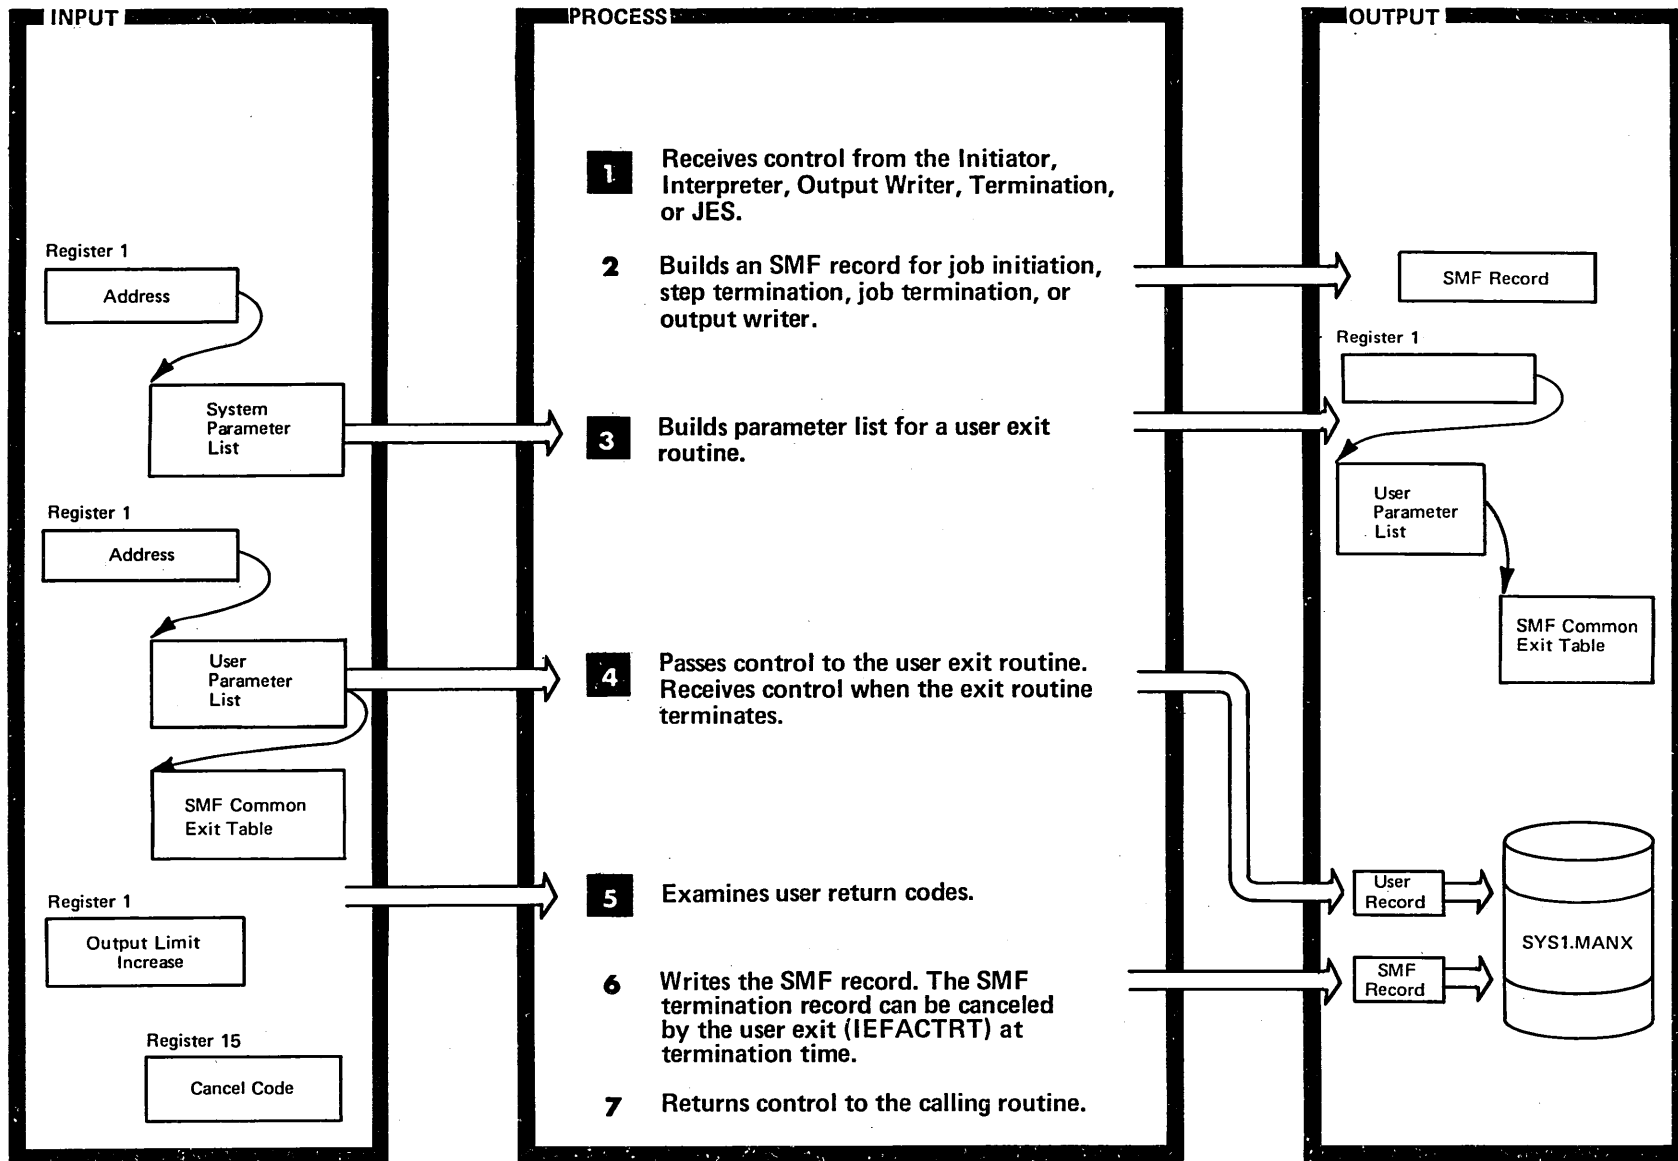 INPUT
Register 1
Address
System
Parameter
List
Register 1
Address
User
Parameter
List
SMF Common
Exit Table
Register 1
Output Limit
Increase
Register 15
Cancel Code
PROCESS
1 Receives control from the Initiator,
Interpreter, Output Writer, Termination,
or JES.
2 Builds an SMF record for job initiation,
step termination, job termination, or
output writer.
3 Builds parameter list for a user exit
routine.
4 Passes control to the user exit routine.
Receives control when the exit routine
terminates.
5 Examines user return codes.
6 Writes the SMF record. The SMF
termination record can be canceled
by the user exit (IEFACTRT) at
termination time.
7 Returns control to the calling routine.
OUTPUT
SMF Record
Register 1
User
Parameter
List
SMF Common
Exit Table
User
Record
SMF
Record
SYS1.MANX